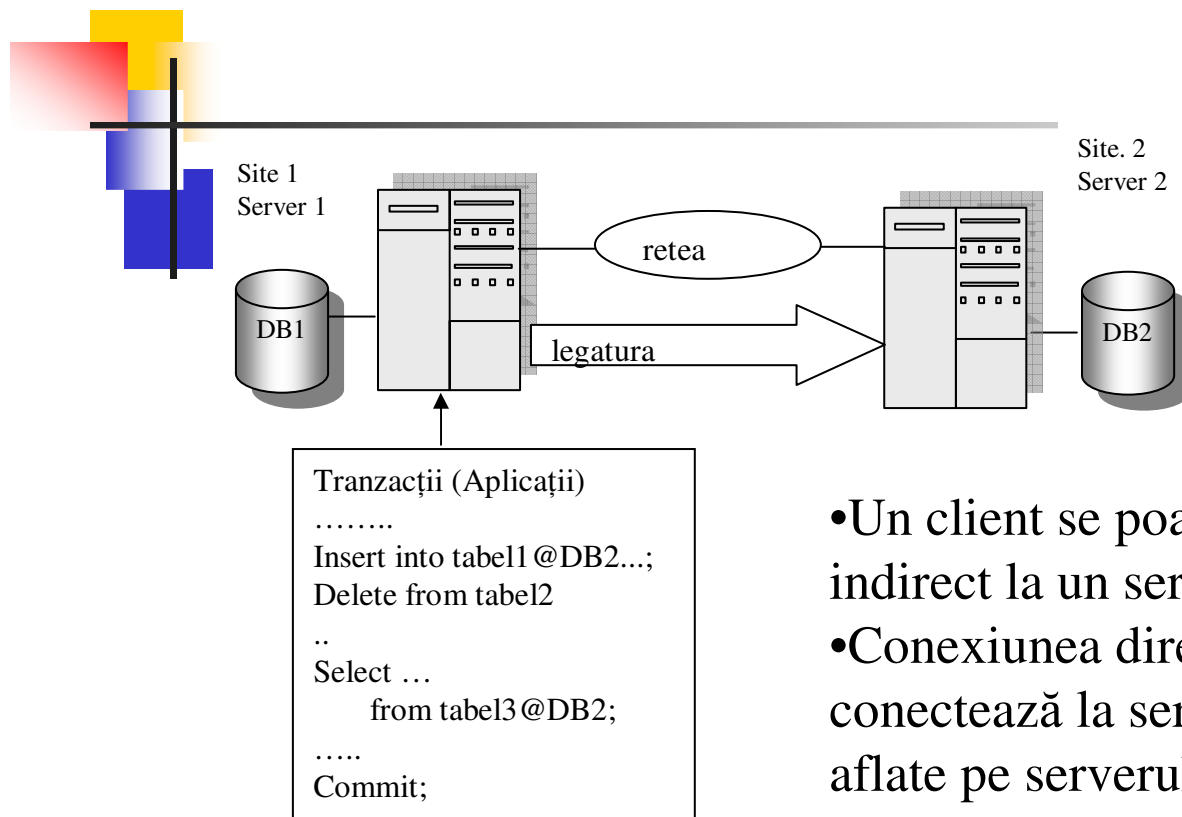 Site 1
Server 1
Site. 2
Server 2
retea
DB1
legatura
DB2
Tranzacții (Aplicații)
……..
Insert into tabel1@DB2...;
Delete from tabel2
..
Select …
from tabel3@DB2;
…..
Commit;
•Un client se poa
indirect la un ser
•Conexiunea dire
conectează la ser
aflate pe serveru